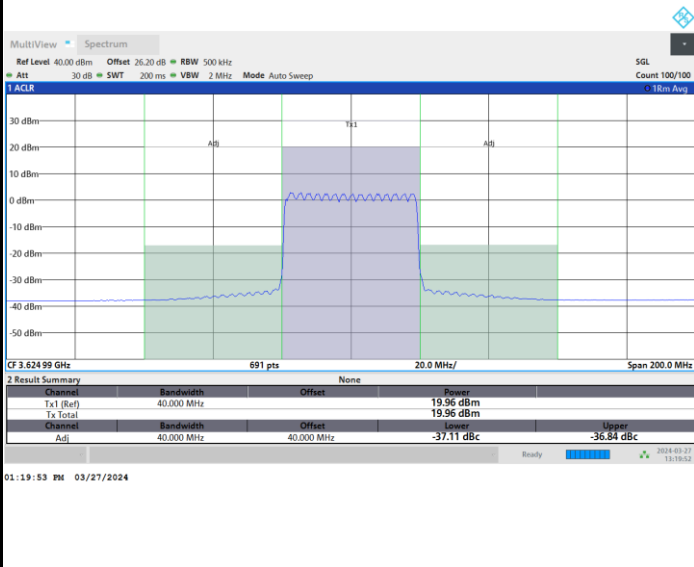 MultiView Spectrum
Ref Level 40.00 dBm Offset 26.20 dB RBW 500 kHz SGL
Att 30 dB SWT 200 ms VBW 2 MHz Mode Auto Sweep Count 100/100
1 ACLR 1Rm Avg
30 dBm
Tx1
20 dBm Adj Adj
10 dBm
0 dBm
-10 dBm
-20 dBm
-30 dBm
-40 dBm
-50 dBm
CF 3.624 99 GHz 691 pts 20.0 MHz/ Span 200.0 MHz
2 Result Summary None
Channel Bandwidth Offset Power
Tx1 (Ref) 40.000 MHz 19.96 dBm
Tx Total 19.96 dBm
Channel Bandwidth Offset Lower Upper
Adj 40.000 MHz 40.000 MHz -37.11 dBc -36.84 dBc
Ready 2024-03-27
13:19:52
01:19:53 PM 03/27/2024